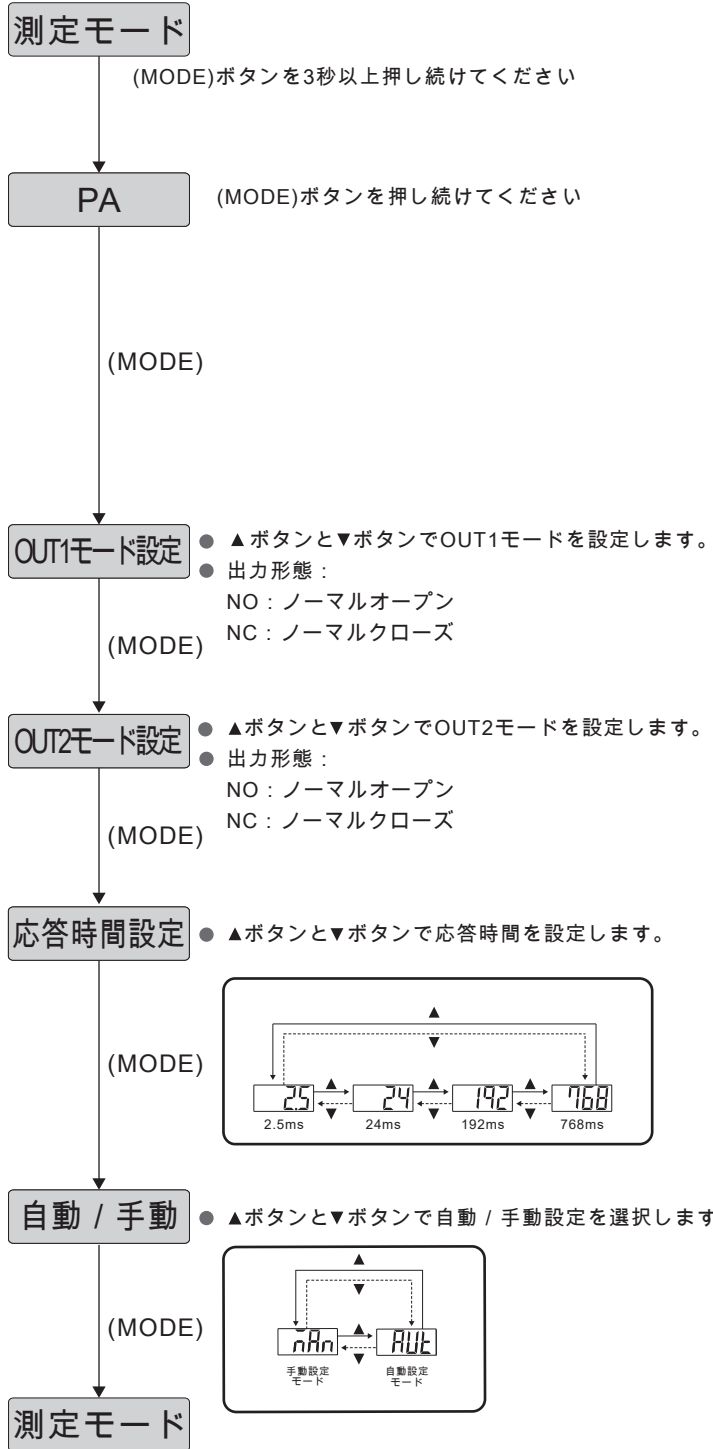 測定モード
(MODE)ボタンを3秒以上押し続けてください
PA
(MODE)ボタンを押し続けてください
(MODE)
OUT1モード設定
● ▲ボタンと▼ボタンでOUT1モードを設定します。
● 出力形態：
NO：ノーマルオープン
NC：ノーマルクローズ
(MODE)
OUT2モード設定
● ▲ボタンと▼ボタンでOUT2モードを設定します。
● 出力形態：
NO：ノーマルオープン
NC：ノーマルクローズ
(MODE)
応答時間設定
● ▲ボタンと▼ボタンで応答時間を設定します。
(MODE)
▲
▼
▲ ▲ ▲
2.5 24 192 768
▼ ▼ ▼
2.5ms 24ms 192ms 768ms
自動 / 手動
● ▲ボタンと▼ボタンで自動 / 手動設定を選択します
(MODE)
▲
▼
▲
nAn AUt
▼
手動設定 自動設定
モード モード
測定モード